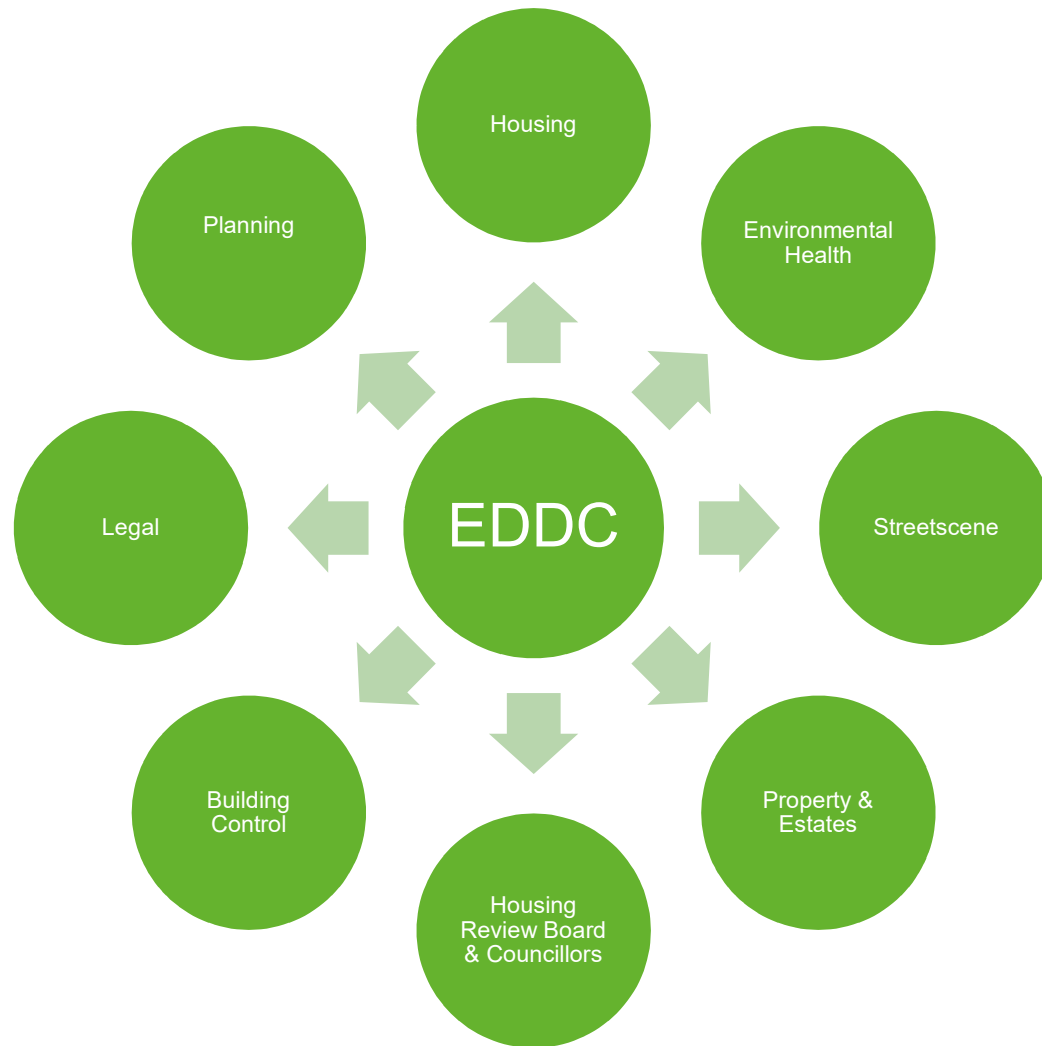 Housing
Planning
Environmental
Health
Legal
EDDC
Streetscene
Building
Control
Property &
Estates
Housing
Review Board
& Councillors